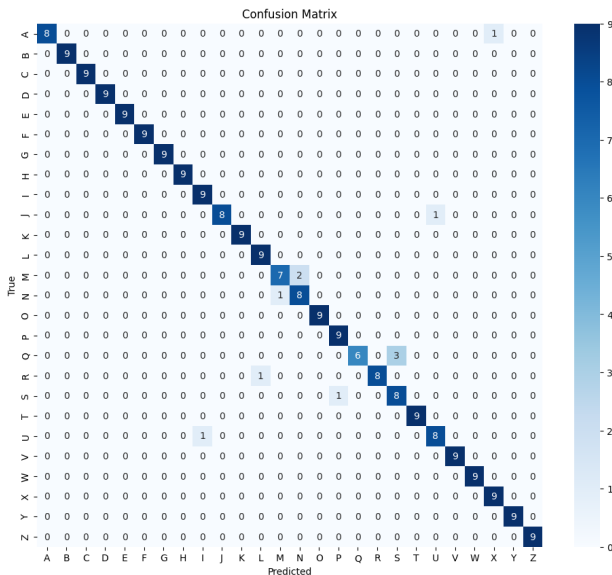 Confusion Matrix
A 8 0 0 0 0 0 0 0 0 0 0 0 0 0 0 0 0 0 0 0 0 0 0 1 0 0
B 0 9 0 0 0 0 0 0 0 0 0 0 0 0 0 0 0 0 0 0 0 0 0 0 0 0
C 0 0 9 0 0 0 0 0 0 0 0 0 0 0 0 0 0 0 0 0 0 0 0 0 0 0
D 0 0 0 9 0 0 0 0 0 0 0 0 0 0 0 0 0 0 0 0 0 0 0 0 0 0
E 0 0 0 0 9 0 0 0 0 0 0 0 0 0 0 0 0 0 0 0 0 0 0 0 0 0
F 0 0 0 0 0 9 0 0 0 0 0 0 0 0 0 0 0 0 0 0 0 0 0 0 0 0
G 0 0 0 0 0 0 9 0 0 0 0 0 0 0 0 0 0 0 0 0 0 0 0 0 0 0
H 0 0 0 0 0 0 0 9 0 0 0 0 0 0 0 0 0 0 0 0 0 0 0 0 0 0
I 0 0 0 0 0 0 0 0 9 0 0 0 0 0 0 0 0 0 0 0 0 0 0 0 0 0
J 0 0 0 0 0 0 0 0 0 8 0 0 0 0 0 0 0 0 0 0 1 0 0 0 0 0
K 0 0 0 0 0 0 0 0 0 0 9 0 0 0 0 0 0 0 0 0 0 0 0 0 0 0
L 0 0 0 0 0 0 0 0 0 0 0 9 0 0 0 0 0 0 0 0 0 0 0 0 0 0
M 0 0 0 0 0 0 0 0 0 0 0 0 7 2 0 0 0 0 0 0 0 0 0 0 0 0
N 0 0 0 0 0 0 0 0 0 0 0 0 1 8 0 0 0 0 0 0 0 0 0 0 0 0
O 0 0 0 0 0 0 0 0 0 0 0 0 0 0 9 0 0 0 0 0 0 0 0 0 0 0
P 0 0 0 0 0 0 0 0 0 0 0 0 0 0 0 9 0 0 0 0 0 0 0 0 0 0
Q 0 0 0 0 0 0 0 0 0 0 0 0 0 0 0 0 6 0 3 0 0 0 0 0 0 0
R 0 0 0 0 0 0 0 0 0 0 0 1 0 0 0 0 0 8 0 0 0 0 0 0 0 0
S 0 0 0 0 0 0 0 0 0 0 0 0 0 0 0 1 0 0 8 0 0 0 0 0 0 0
T 0 0 0 0 0 0 0 0 0 0 0 0 0 0 0 0 0 0 0 9 0 0 0 0 0 0
U 0 0 0 0 0 0 0 0 1 0 0 0 0 0 0 0 0 0 0 0 8 0 0 0 0 0
V 0 0 0 0 0 0 0 0 0 0 0 0 0 0 0 0 0 0 0 0 0 9 0 0 0 0
W 0 0 0 0 0 0 0 0 0 0 0 0 0 0 0 0 0 0 0 0 0 0 9 0 0 0
X 0 0 0 0 0 0 0 0 0 0 0 0 0 0 0 0 0 0 0 0 0 0 0 9 0 0
Y 0 0 0 0 0 0 0 0 0 0 0 0 0 0 0 0 0 0 0 0 0 0 0 0 9 0
Z 0 0 0 0 0 0 0 0 0 0 0 0 0 0 0 0 0 0 0 0 0 0 0 0 0 9
True
A B C D E F G H I J K L M N O P Q R S T U V W X Y Z
Predicted
9
8
7
6
5
4
3
2
1
0